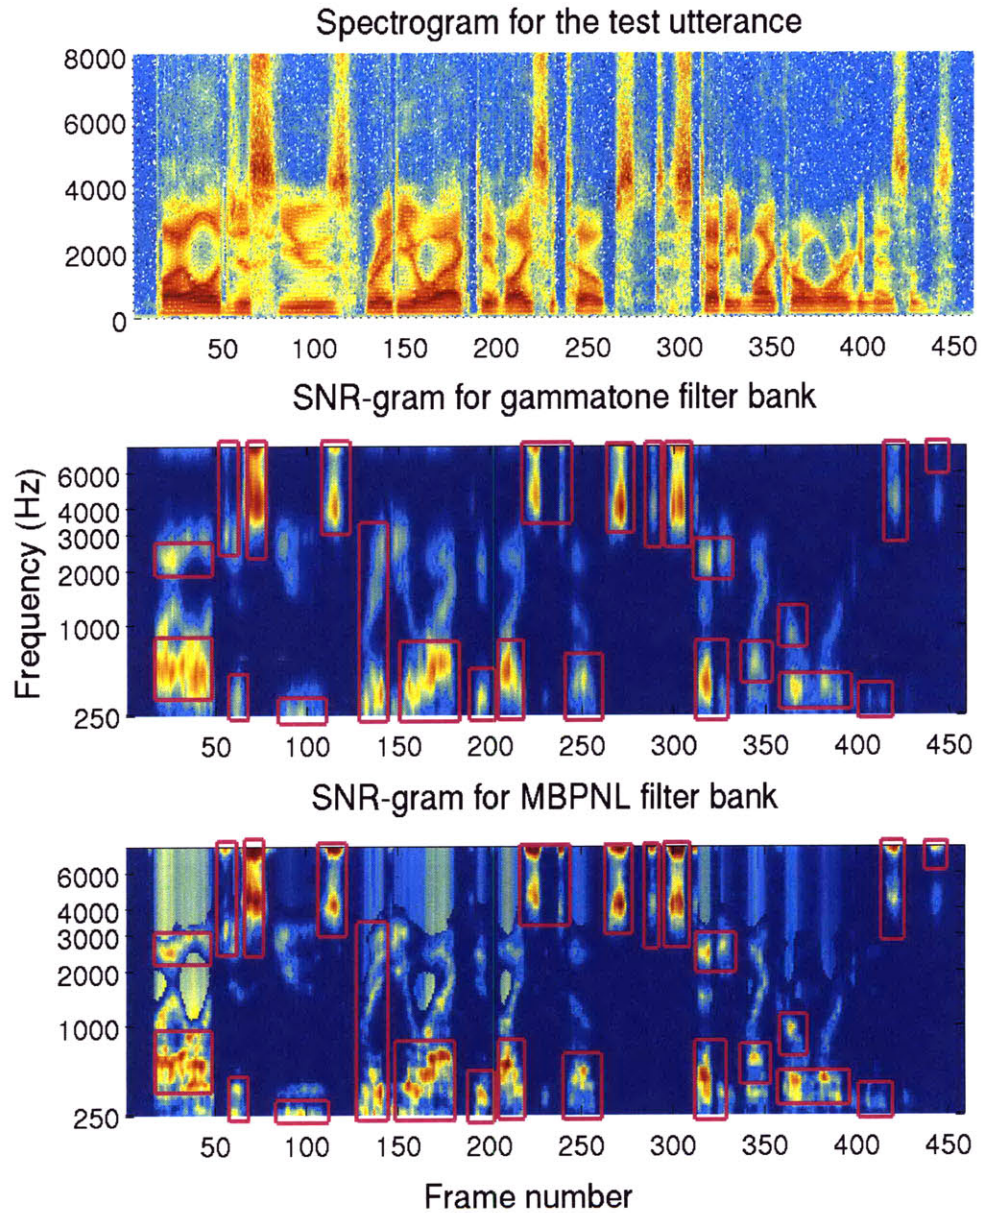 Spectrogram for the test utterance
8000
6000
4000
2000
0
50 100 150 200 250 300 350 400 450
SNR-gram for gammatone filter bank
Frequency (Hz)
6000
4000
3000
2000
1000
250
50 100 150 200 250 300 350 400 450
SNR-gram for MBPNL filter bank
6000
4000
3000
2000
1000
250
50 100 150 200 250 300 350 400 450
Frame number